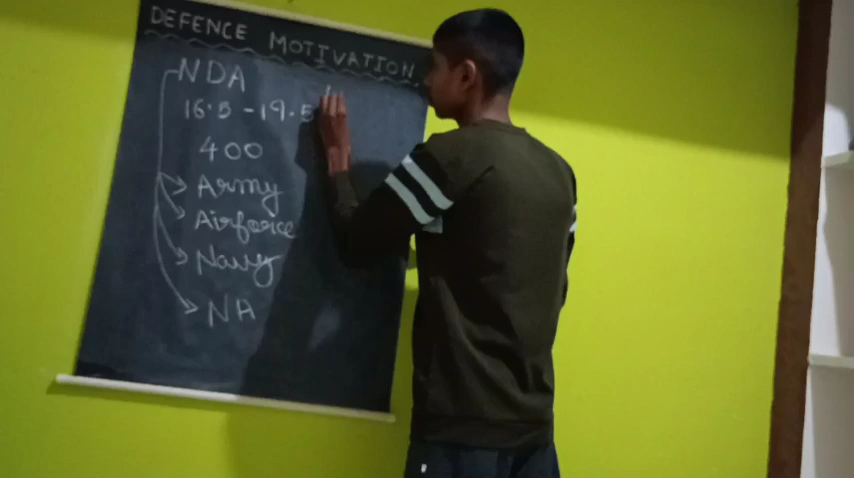 DEFENCE MOTIVATION
NDA
16.5 - 19.5
400
Army
Airforce
Navy
NA